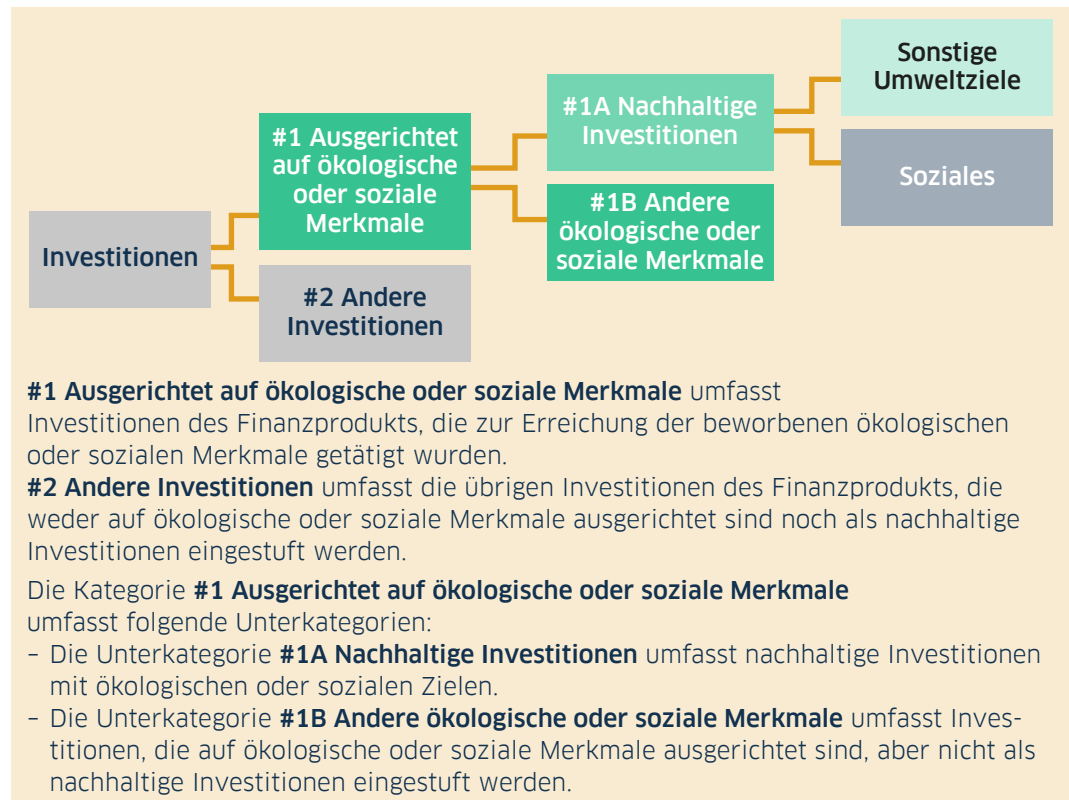 Sonstige
Umweltziele
#1A Nachhaltige
Investitionen
#1 Ausgerichtet
auf ökologische
oder soziale
Merkmale
Soziales
#1B Andere
ökologische oder
soziale Merkmale
Investitionen
#2 Andere
Investitionen
#1 Ausgerichtet auf ökologische oder soziale Merkmale umfasst
Investitionen des Finanzprodukts, die zur Erreichung der beworbenen ökologischen
oder sozialen Merkmale getätigt wurden.
#2 Andere Investitionen umfasst die übrigen Investitionen des Finanzprodukts, die
weder auf ökologische oder soziale Merkmale ausgerichtet sind noch als nachhaltige
Investitionen eingestuft werden.
Die Kategorie #1 Ausgerichtet auf ökologische oder soziale Merkmale
umfasst folgende Unterkategorien:
– Die Unterkategorie #1A Nachhaltige Investitionen umfasst nachhaltige Investitionen
mit ökologischen oder sozialen Zielen.
– Die Unterkategorie #1B Andere ökologische oder soziale Merkmale umfasst Inves-
titionen, die auf ökologische oder soziale Merkmale ausgerichtet sind, aber nicht als
nachhaltige Investitionen eingestuft werden.